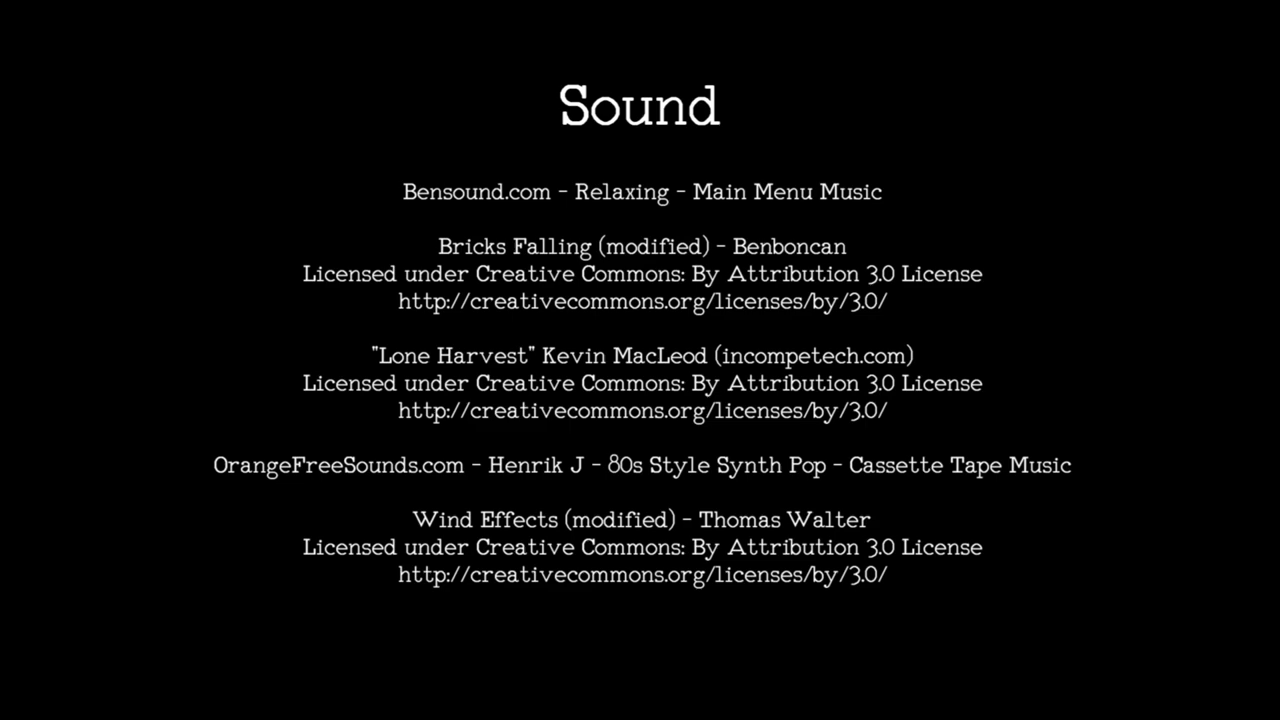 Sound
Bensound.com - Relaxing - Main Menu Music
Bricks Falling (modified) - Benboncan
Licensed under Creative Commons: By Attribution 3.0 License
http://creativecommons.org/licenses/by/3.0/
"Lone Harvest" Kevin MacLeod (incompetech.com)
Licensed under Creative Commons: By Attribution 3.0 License
http://creativecommons.org/licenses/by/3.0/
OrangeFreeSounds.com - Henrik J - 80s Style Synth Pop - Cassette Tape Music
Wind Effects (modified) - Thomas Walter
Licensed under Creative Commons: By Attribution 3.0 License
http://creativecommons.org/licenses/by/3.0/